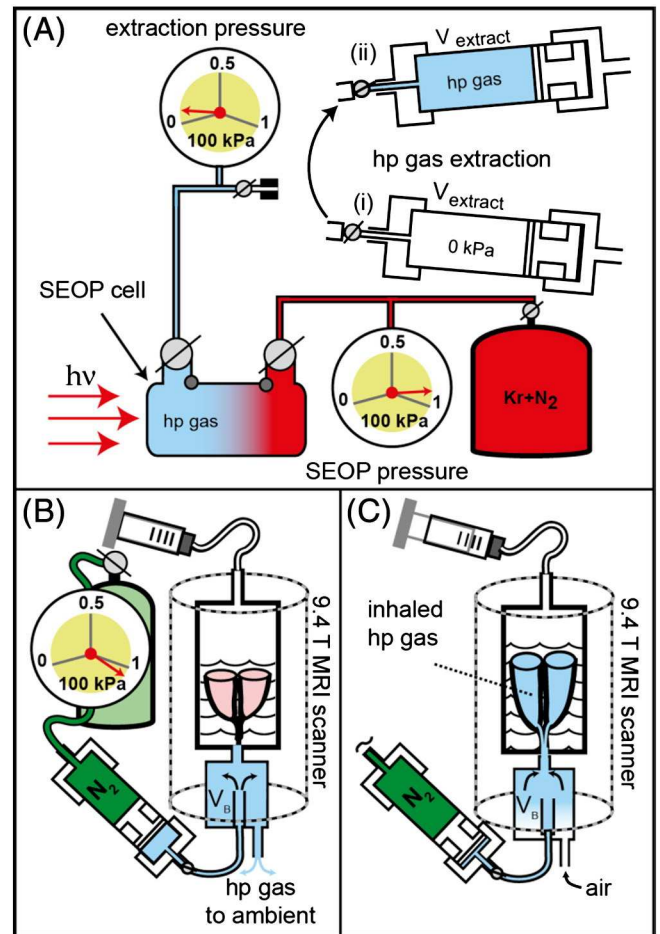 (A)
extraction pressure
0.5
0
1
100 kPa
(ii)
V extract
hp gas
hp gas extraction
(i)
V extract
0 kPa
SEOP cell
hν
hp gas
0.5
0
1
100 kPa
SEOP pressure
Kr+N2
(B)
0.5
0
1
100 kPa
N2
VB
9.4 T MRI scanner
hp gas
to ambient
(C)
inhaled
hp gas
9.4 T MRI scanner
N2
VB
air